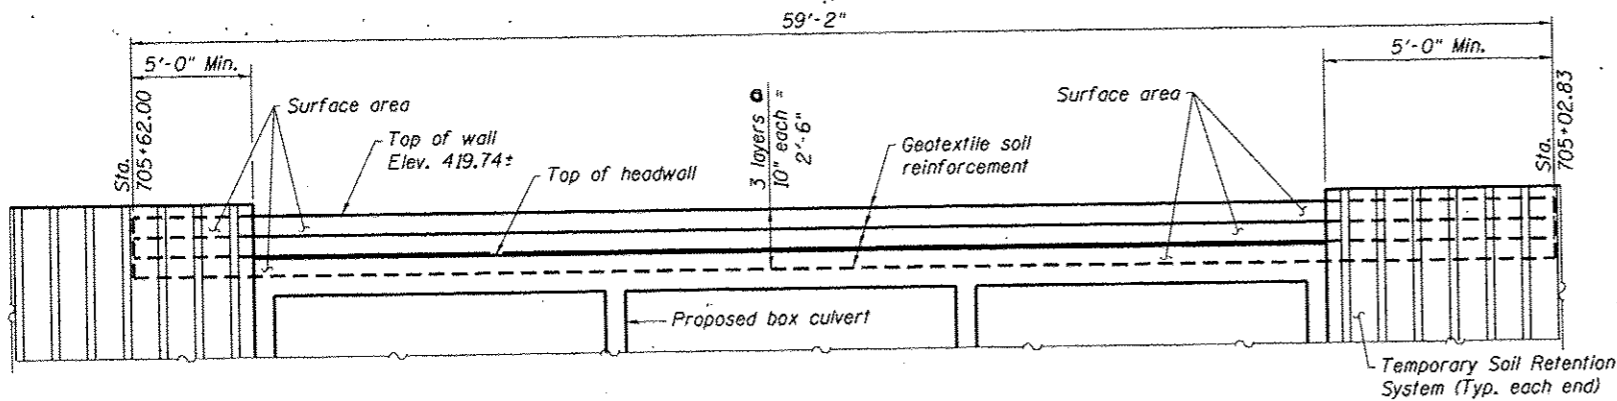 59'-2"
5'-0" Min.
5'-0" Min.
Sta.
705+62.00
Surface area
Top of wall
Elev. 419.74±
Top of headwall
3 layers @
10" each =
2'-6"
Geotextile soil
reinforcement
Surface area
Sta.
705+02.83
Proposed box culvert
Temporary Soil Retention
System (Typ. each end)